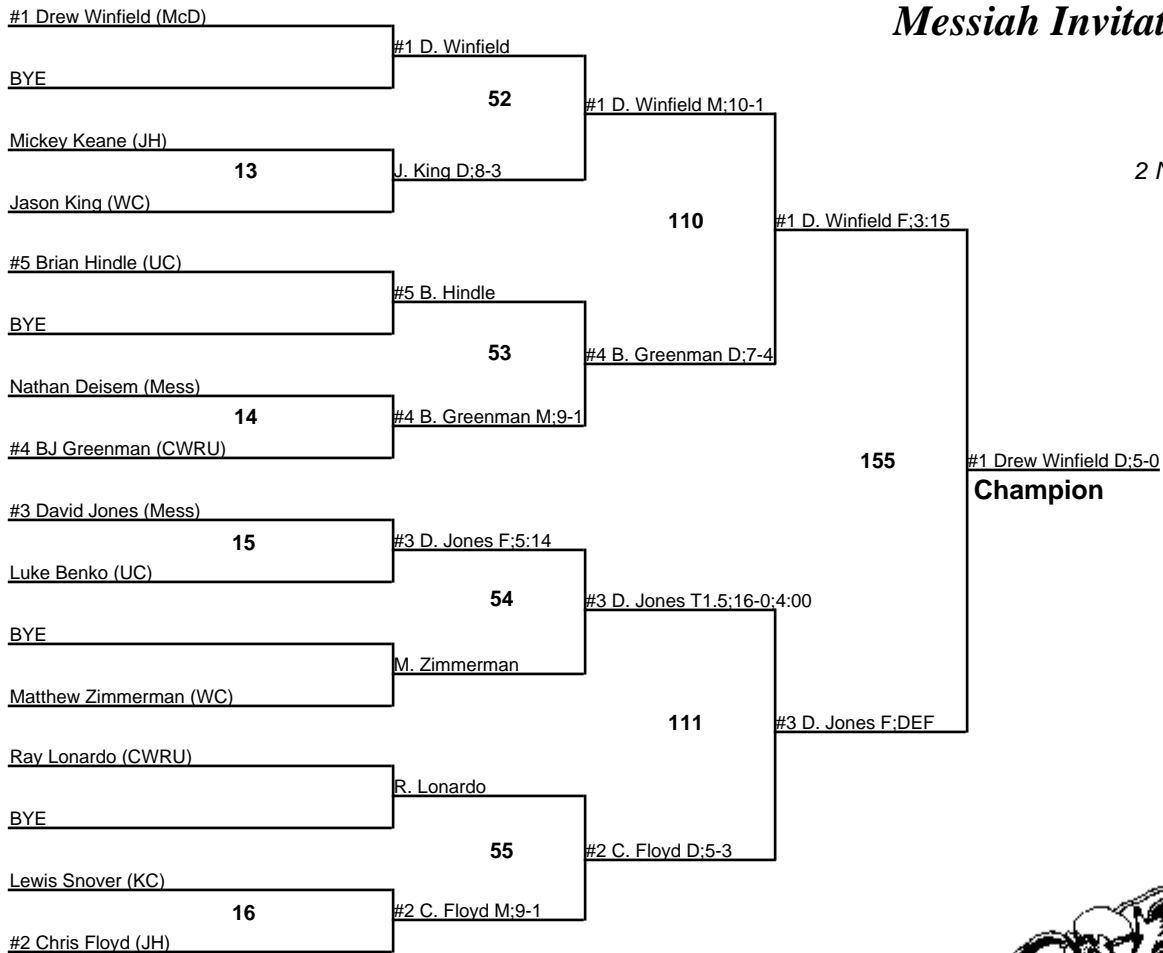 #1 Drew Winfield (McD)
Messiah Invitat
#1 D. Winfield
BYE
52
#1 D. Winfield M;10-1
Mickey Keane (JH)
13
J. King D;8-3
2 N
Jason King (WC)
110
#1 D. Winfield F;3:15
#5 Brian Hindle (UC)
#5 B. Hindle
BYE
53
#4 B. Greenman D;7-4
Nathan Deisem (Mess)
14
#4 B. Greenman M;9-1
#4 BJ Greenman (CWRU)
155
#1 Drew Winfield D;5-0
Champion
#3 David Jones (Mess)
15
#3 D. Jones F;5:14
Luke Benko (UC)
54
#3 D. Jones T1.5;16-0;4:00
BYE
M. Zimmerman
Matthew Zimmerman (WC)
111
#3 D. Jones F;DEF
Ray Lonardo (CWRU)
R. Lonardo
BYE
55
#2 C. Floyd D;5-3
Lewis Snover (KC)
16
#2 C. Floyd M;9-1
#2 Chris Floyd (JH)